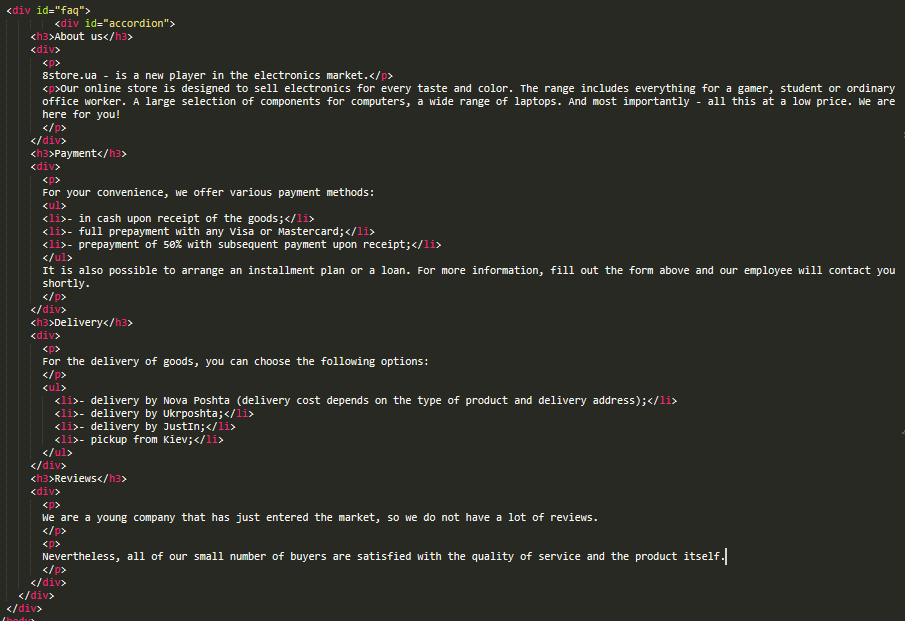 <div id="faq">
<div id="accordion">
<h3>About us</h3>
<div>
<p>
8store.ua - is a new player in the electronics market.</p>
<p>Our online store is designed to sell electronics for every taste and color. The range includes everything for a gamer, student or ordinary
office worker. A large selection of components for computers, a wide range of laptops. And most importantly - all this at a low price. We are
here for you!
</p>
</div>
<h3>Payment</h3>
<div>
<p>
For your convenience, we offer various payment methods:
<ul>
<li>- in cash upon receipt of the goods;</li>
<li>- full prepayment with any Visa or Mastercard;</li>
<li>- prepayment of 50% with subsequent payment upon receipt;</li>
</ul>
It is also possible to arrange an installment plan or a loan. For more information, fill out the form above and our employee will contact you
shortly.
</p>
</div>
<h3>Delivery</h3>
<div>
<p>
For the delivery of goods, you can choose the following options:
</p>
<ul>
<li>- delivery by Nova Poshta (delivery cost depends on the type of product and delivery address);</li>
<li>- delivery by Ukrposhta;</li>
<li>- delivery by JustIn;</li>
<li>- pickup from Kiev;</li>
</ul>
</div>
<h3>Reviews</h3>
<div>
<p>
We are a young company that has just entered the market, so we do not have a lot of reviews.
</p>
<p>
Nevertheless, all of our small number of buyers are satisfied with the quality of service and the product itself.
</p>
</div>
</div>
</div>